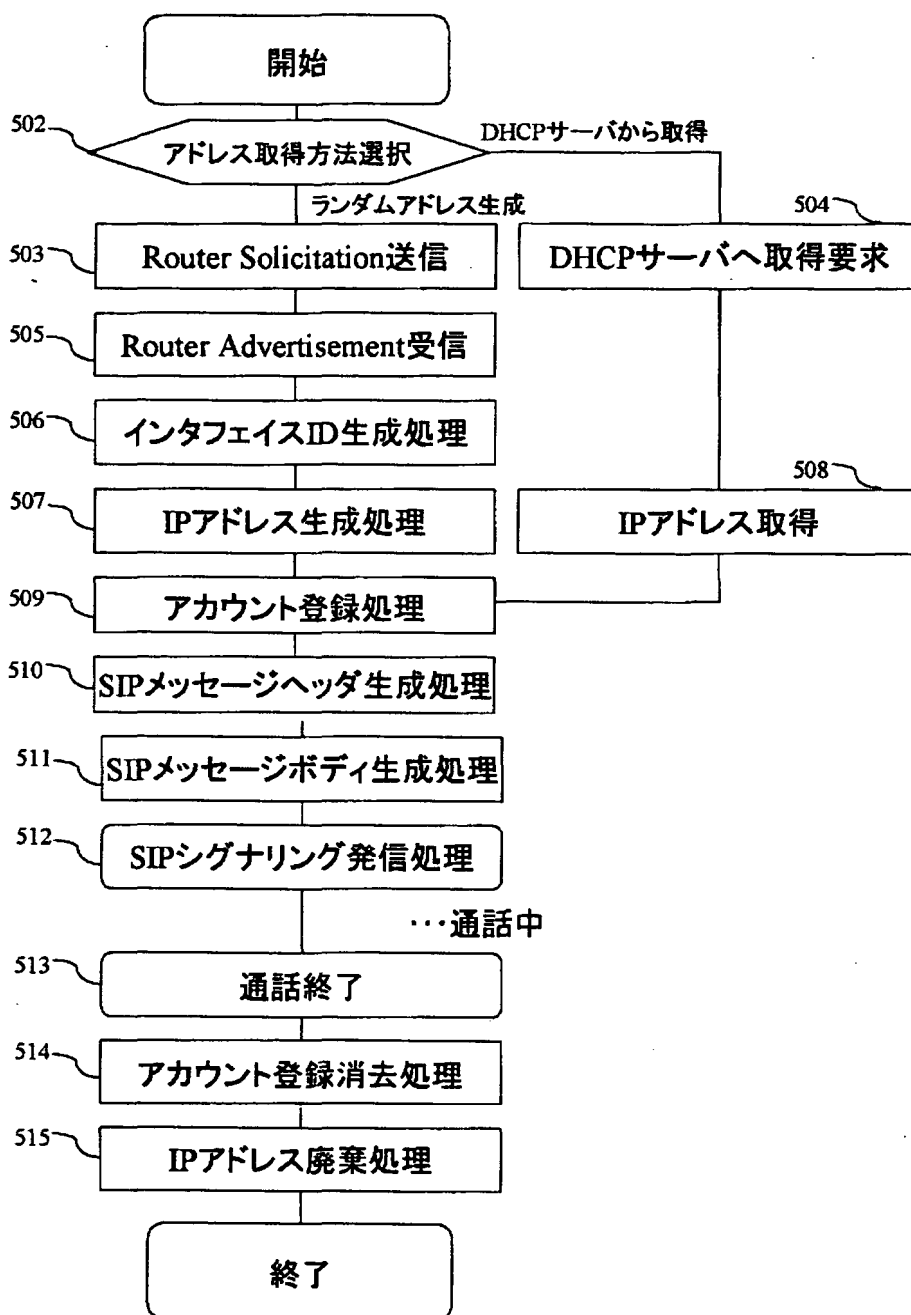 開始
502
アドレス取得方法選択
DHCPサーバから取得
ランダムアドレス生成
503
Router Solicitation送信
504
DHCPサーバへ取得要求
505
Router Advertisement受信
506
インタフェイスID生成処理
507
IPアドレス生成処理
508
IPアドレス取得
509
アカウント登録処理
510
SIPメッセージヘッダ生成処理
511
SIPメッセージボディ生成処理
512
SIPシグナリング発信処理
･･･通話中
513
通話終了
514
アカウント登録消去処理
515
IPアドレス廃棄処理
終了